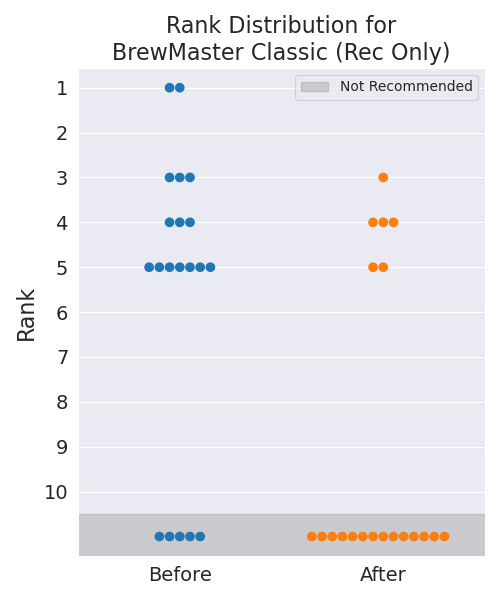 Rank Distribution for
BrewMaster Classic (Rec Only)
Not Recommended
1
2
3
4
5
6
7
8
9
10
Rank
Before After